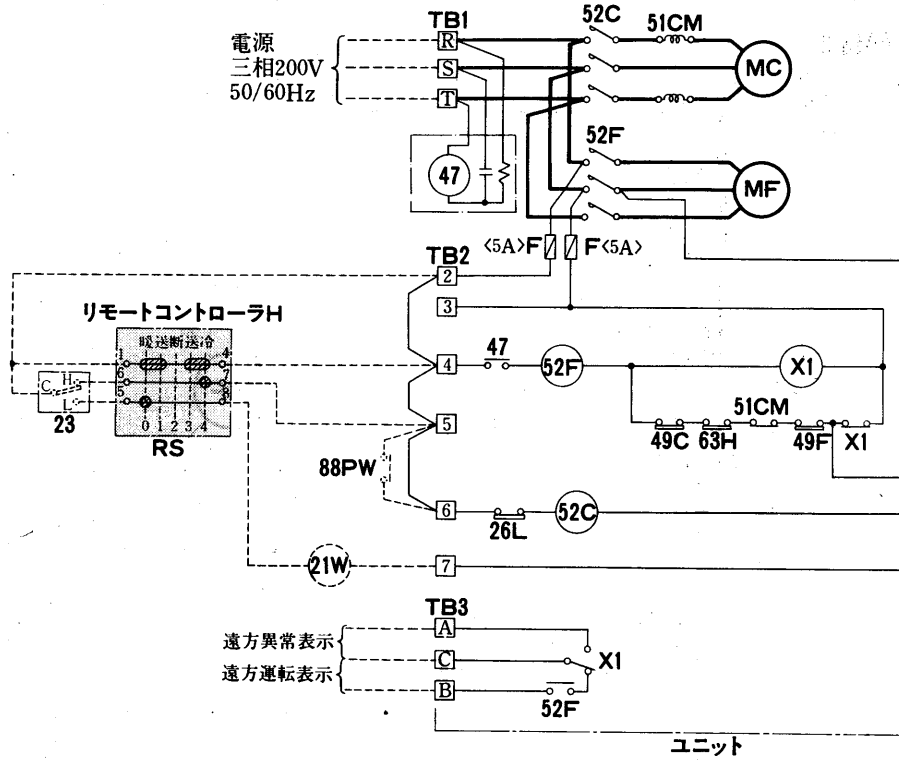 TB1
52C
51CM
電源
三相200V
50/60Hz
R
S
T
MC
52F
47
MF
<5A>F
F<5A>
TB2
2
3
リモートコントローラH
暖送断送冷
1
4
6
7
5
8
C
H
L
23
0 1 2 3 4
RS
4
47
52F
X1
51CM
5
49C
63H
49F
X1
88PW
6
26L
52C
21W
7
TB3
遠方異常表示
A
C
X1
遠方運転表示
B
52F
ユニット